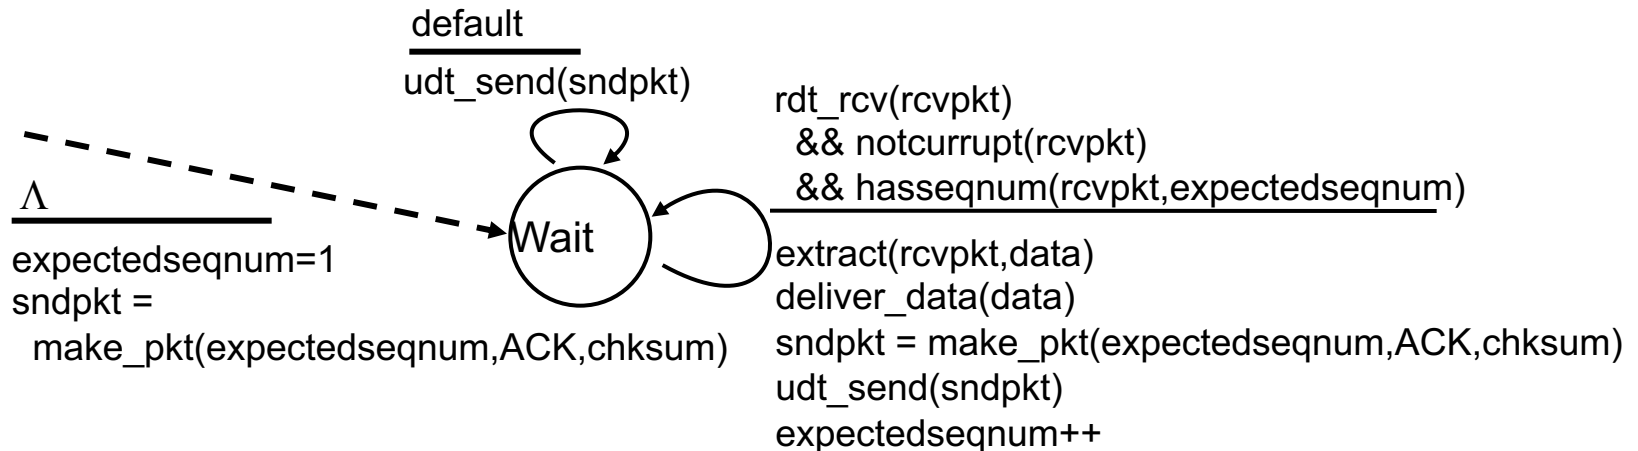 default
udt_send(sndpkt)
rdt_rcv(rcvpkt)
&& notcurrupt(rcvpkt)
&& hasseqnum(rcvpkt,expectedseqnum)
Λ
Wait
expectedseqnum=1
sndpkt =
make_pkt(expectedseqnum,ACK,chksum)
extract(rcvpkt,data)
deliver_data(data)
sndpkt = make_pkt(expectedseqnum,ACK,chksum)
udt_send(sndpkt)
expectedseqnum++